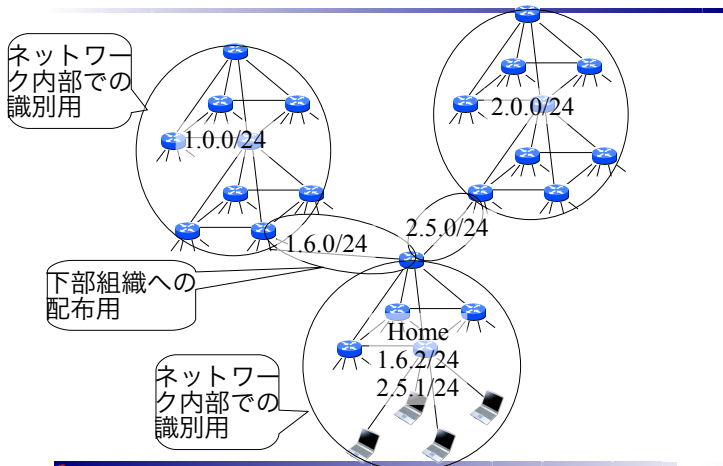 ネットワー
ク内部での
識別用
1.0.0/24
2.0.0/24
1.6.0/24
2.5.0/24
下部組織への
配布用
Home
1.6.2/24
2.5.1/24
ネットワー
ク内部での
識別用